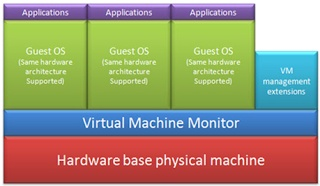 Applications
Applications
Applications
Guest OS
(Same hardware
architecture
Supported)
Guest OS
(Same hardware
architecture
Supported)
Guest OS
(Same hardware
architecture
Supported)
VM
management
extensions
Virtual Machine Monitor
Hardware base physical machine